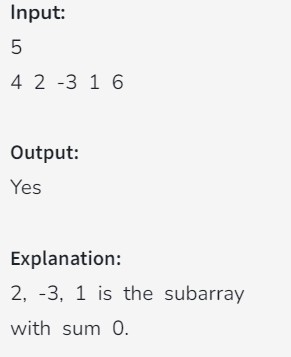 Input:
5
4 2 -3 1 6
Output:
Yes
Explanation:
2, -3, 1 is the subarray
with sum 0.